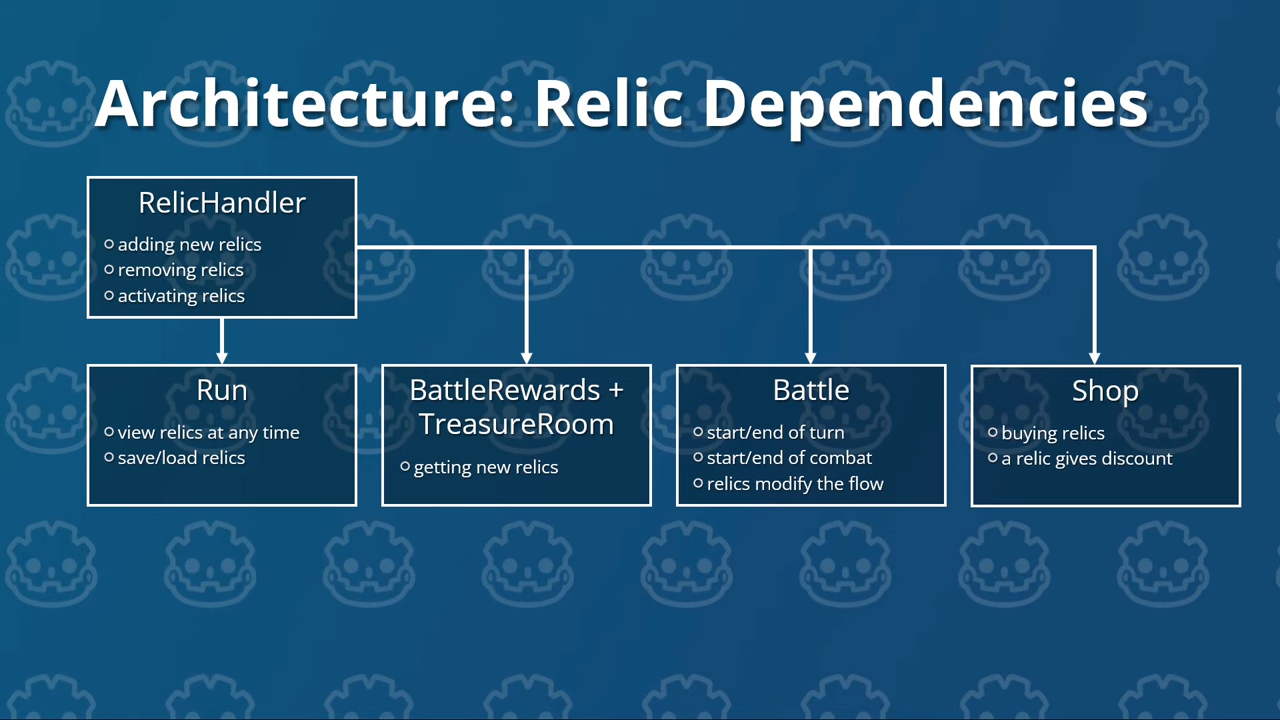 Architecture: Relic Dependencies
RelicHandler
adding new relics
removing relics
activating relics
Run
view relics at any time
save/load relics
BattleRewards +
TreasureRoom
getting new relics
Battle
start/end of turn
start/end of combat
relics modify the flow
Shop
buying relics
a relic gives discount